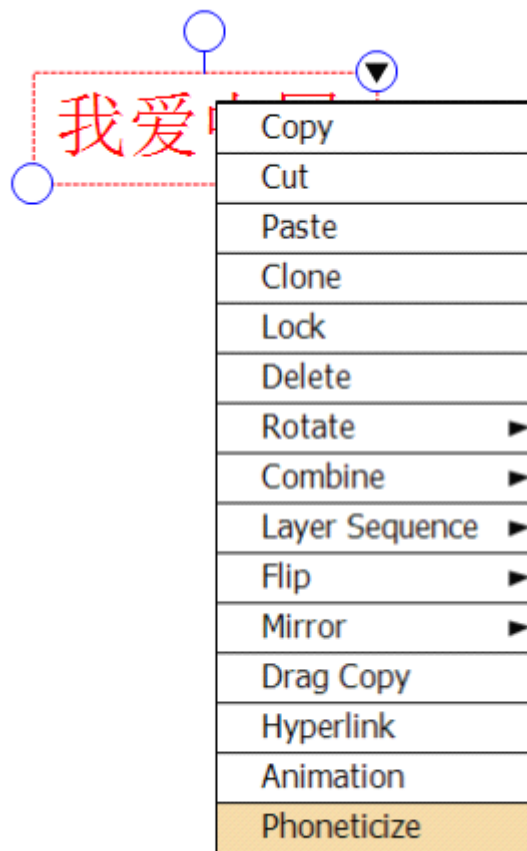 我爱
Copy
Cut
Paste
Clone
Lock
Delete
Rotate
Combine
Layer Sequence
Flip
Mirror
Drag Copy
Hyperlink
Animation
Phoneticize